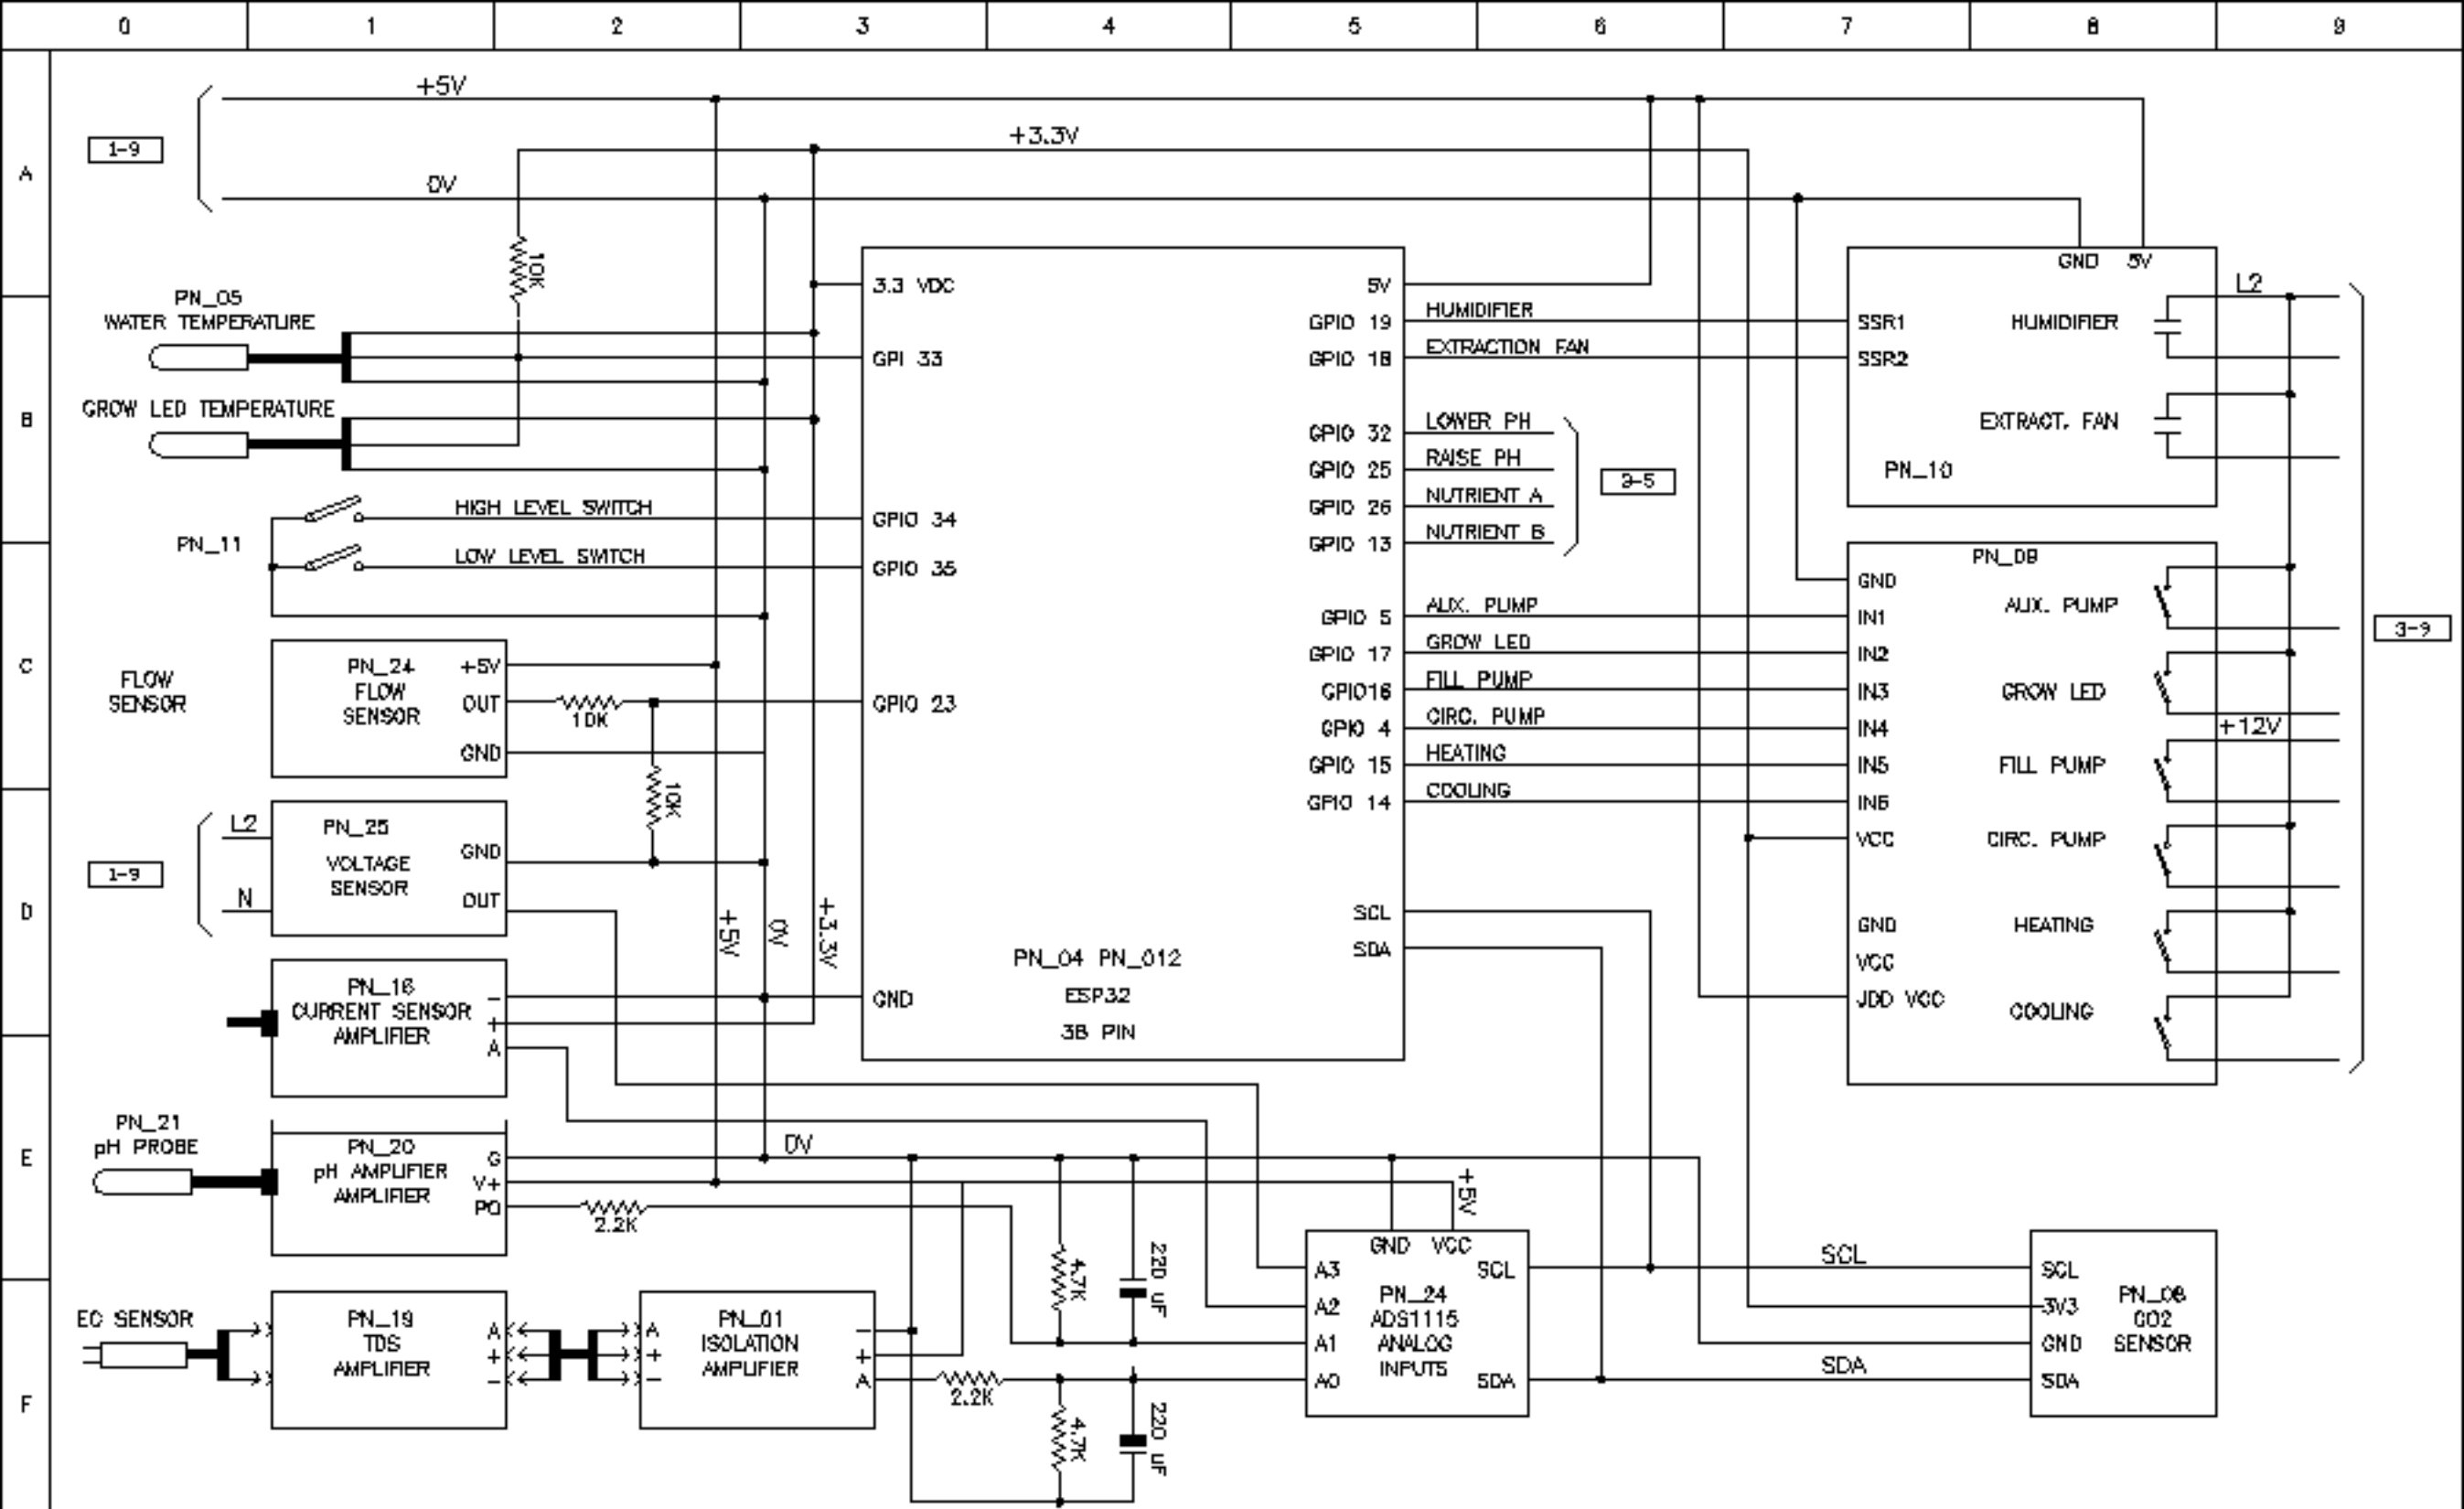 0 1 2 3 4 5 6 7 8 9
A
B
C
D
E
F
+5V
1-9
+3.3V
0V
10K
PN_05
WATER TEMPERATURE
GROW LED TEMPERATURE
HIGH LEVEL SWITCH
PN_11
LOW LEVEL SWITCH
FLOW
SENSOR
PN_24
FLOW
SENSOR
+5V
OUT
GND
10K
10K
L2
1-9
N
PN_25
VOLTAGE
SENSOR
GND
OUT
+5V
0V
+3.3V
PN_16
CURRENT SENSOR
AMPLIFIER
-
+
A
PN_21
pH PROBE
PN_20
pH AMPLIFIER
AMPLIFIER
G
V+
PO
2.2K
0V
EC SENSOR
PN_19
TDS
AMPLIFIER
A
+
-
A
+
-
PN_01
ISOLATION
AMPLIFIER
-
+
A
2.2K
4.7K
220 uF
4.7K
220 uF
3.3 VDC
GPI 33
GPIO 34
GPIO 35
GPIO 23
GND
PN_04 PN_012
ESP32
38 PIN
5V
GPIO 19
GPIO 18
GPIO 32
GPIO 25
GPIO 26
GPIO 13
GPIO 5
GPIO 17
GPIO16
GPIO 4
GPIO 15
GPIO 14
SCL
SDA
HUMIDIFIER
EXTRACTION FAN
LOWER PH
RAISE PH
NUTRIENT A
NUTRIENT B
AUX. PUMP
GROW LED
FILL PUMP
CIRC. PUMP
HEATING
COOLING
GND 5V
SSR1
SSR2
HUMIDIFIER
EXTRACT. FAN
PN_10
L2
GND
IN1
IN2
IN3
IN4
IN5
IN6
VCC
GND
VCC
JDD VCC
AUX. PUMP
GROW LED
FILL PUMP
CIRC. PUMP
HEATING
COOLING
+12V
3-9
+5V
GND VCC
A3
A2
A1
A0
PN_24
ADS1115
ANALOG
INPUTS
SCL
SDA
SCL
SDA
SCL
3V3
GND
SDA
CO2
SENSOR